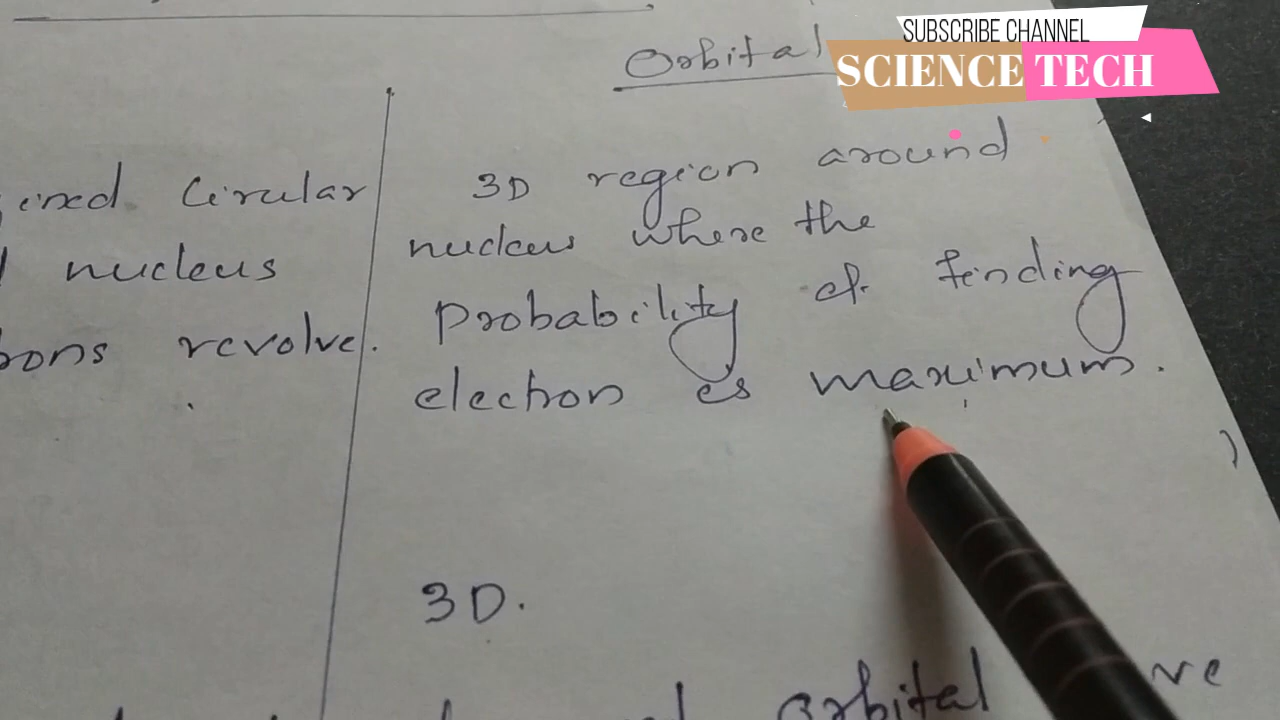 SUBSCRIBE CHANNEL
SCIENCE TECH
Orbital
Circular
nucleus
revolve.
3D region around
nucleus where the
probability of finding
electron is maximum.
3D.
orbital